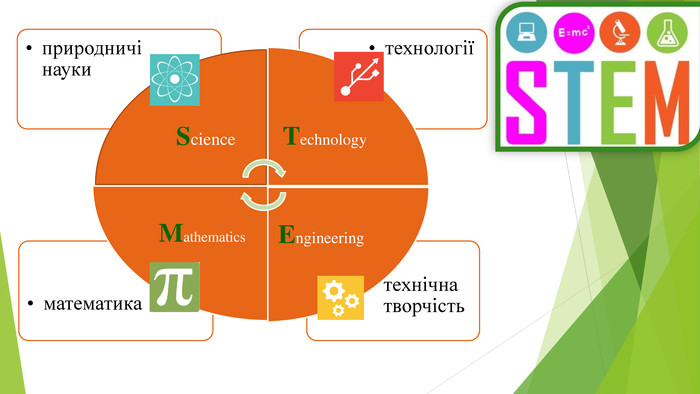 • природничі
науки
• технології
E=mc²
STEM
Science
Technology
Mathematics
Engineering
π
• математика
технічна
творчість